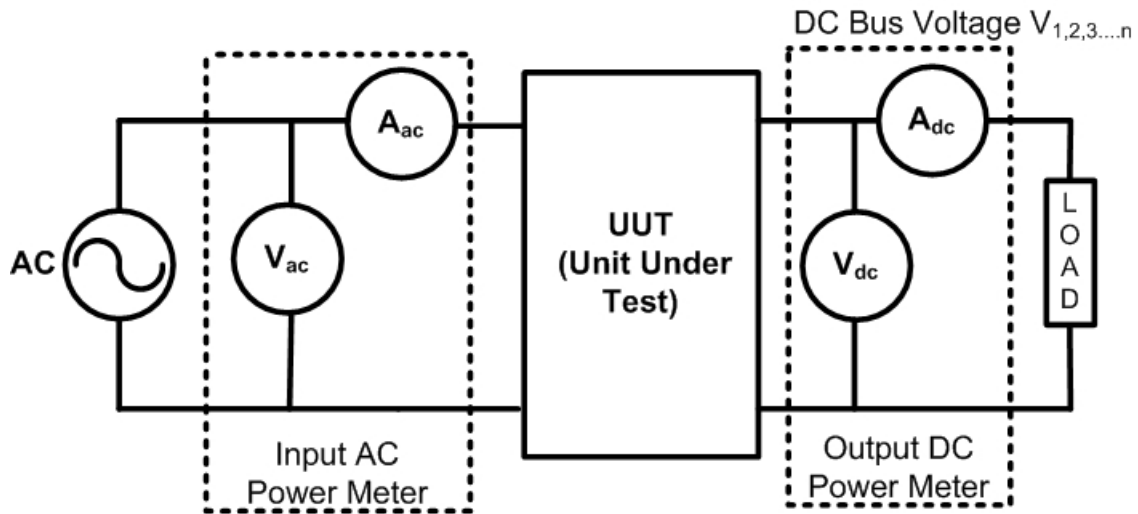 DC Bus Voltage V1,2,3....n
Aac
Adc
AC
Vac
UUT
(Unit Under
Test)
Vdc
LOAD
Input AC
Power Meter
Output DC
Power Meter